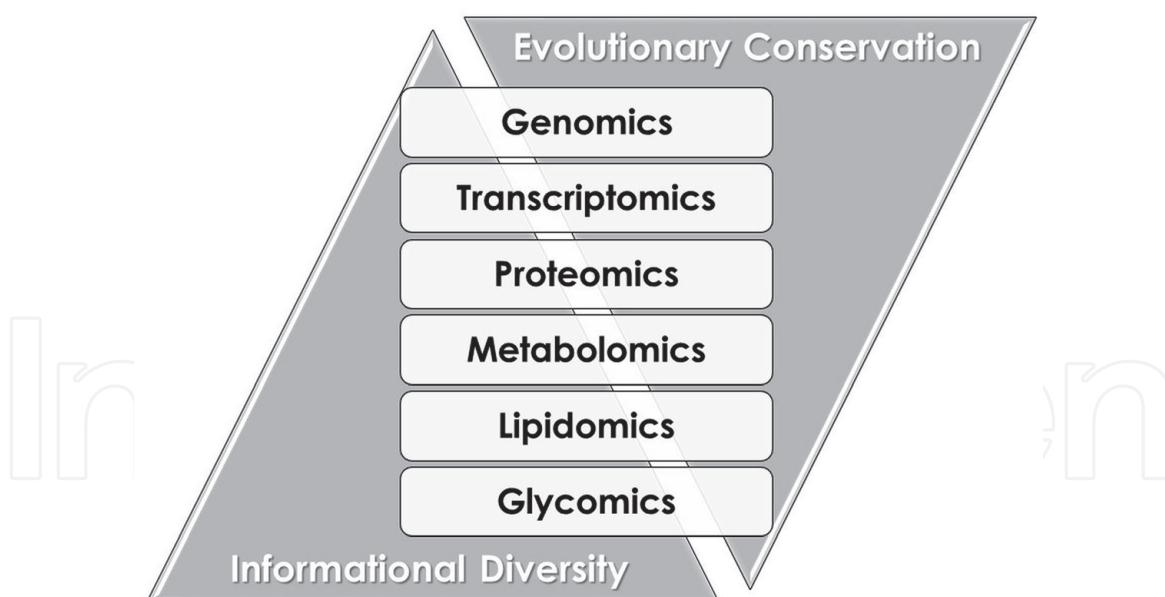 Evolutionary Conservation
Genomics
Transcriptomics
Proteomics
Metabolomics
Lipidomics
Glycomics
Informational Diversity